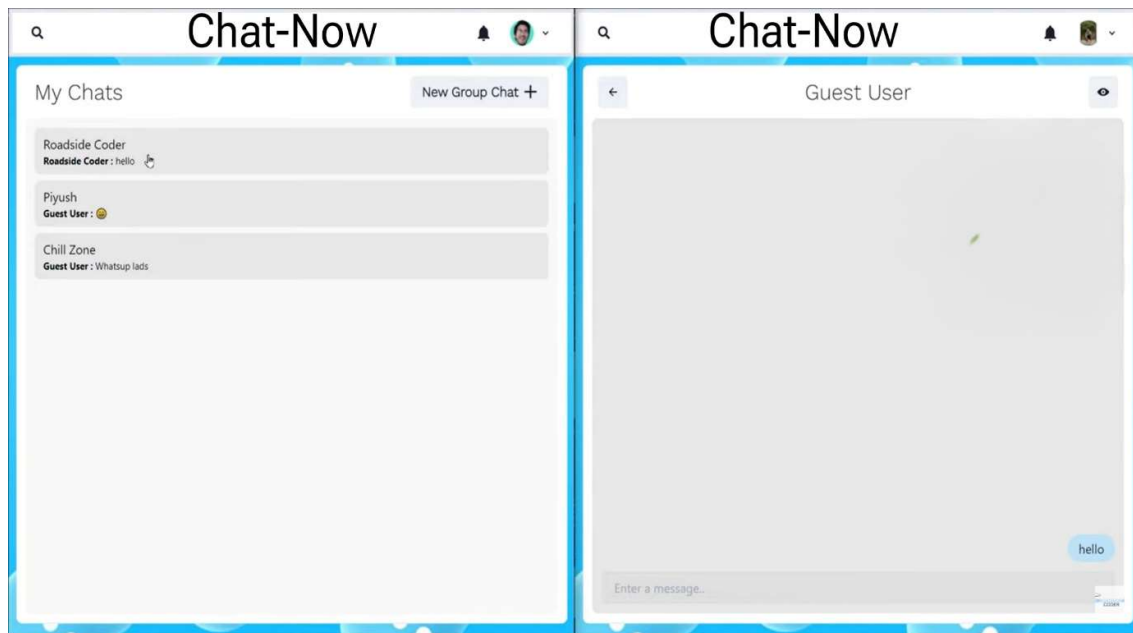 Chat-Now
My Chats
New Group Chat +
Roadside Coder
Roadside Coder : hello
Piyush
Guest User : 😄
Chill Zone
Guest User : Whatsup lads
Chat-Now
Guest User
hello
Enter a message..
CODER